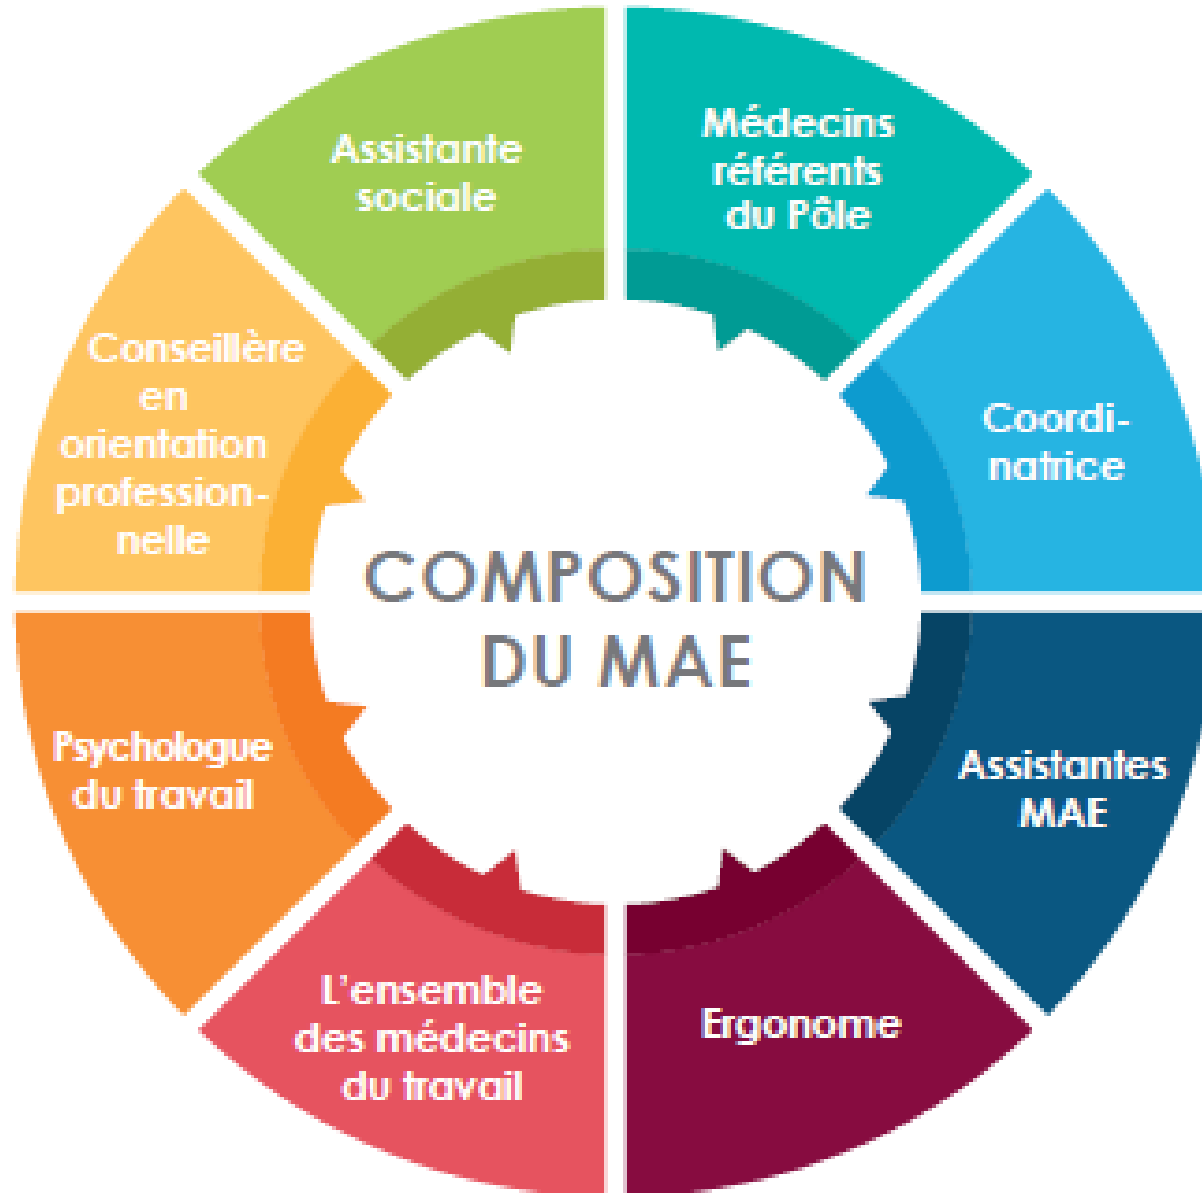 Assistante
sociale
Médecins
référents
du Pôle
Coordi-
natrice
Assistantes
MAE
Ergonome
L'ensemble
des médecins
du travail
Psychologue
du travail
Conseillère
en
orientation
profession-
nelle
COMPOSITION
DU MAE